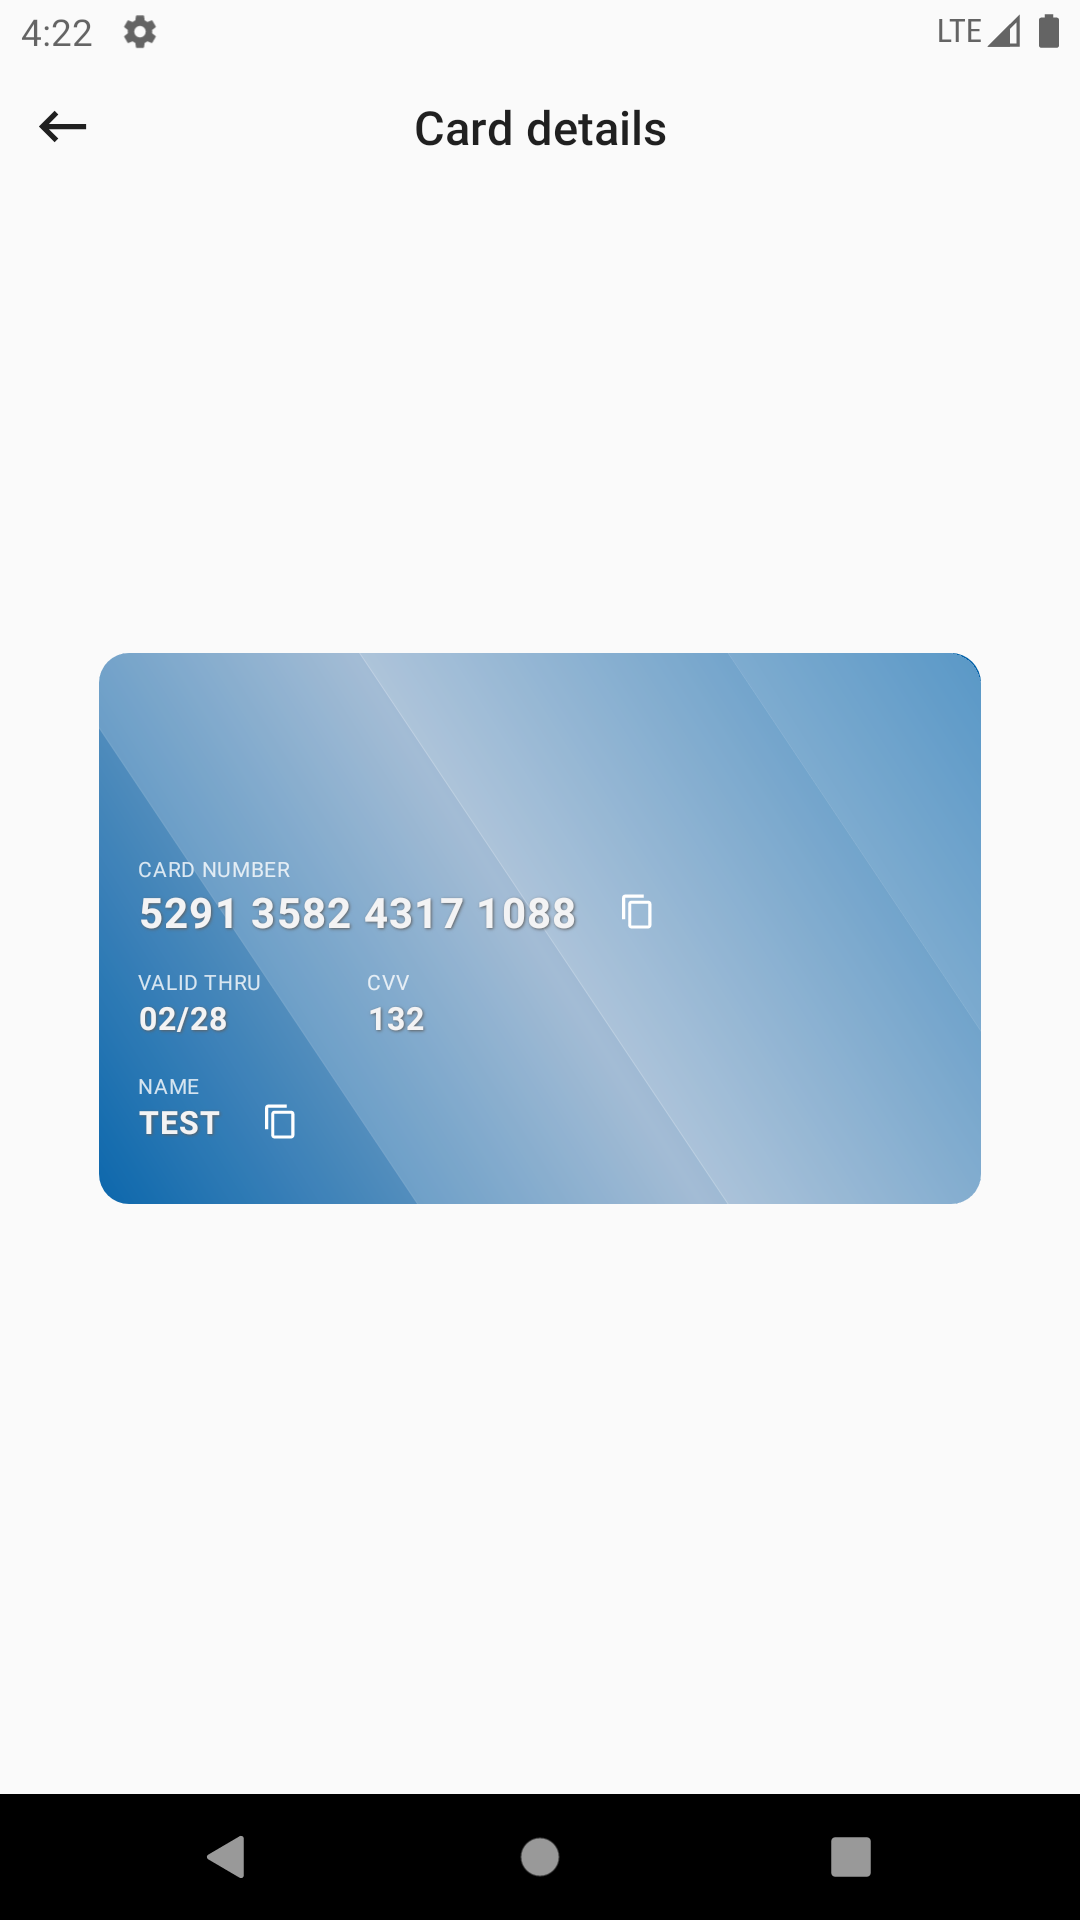 4:22
LTE
Card details
CARD NUMBER
5291 3582 4317 1088
VALID THRU
CVV
02/28
132
NAME
TEST